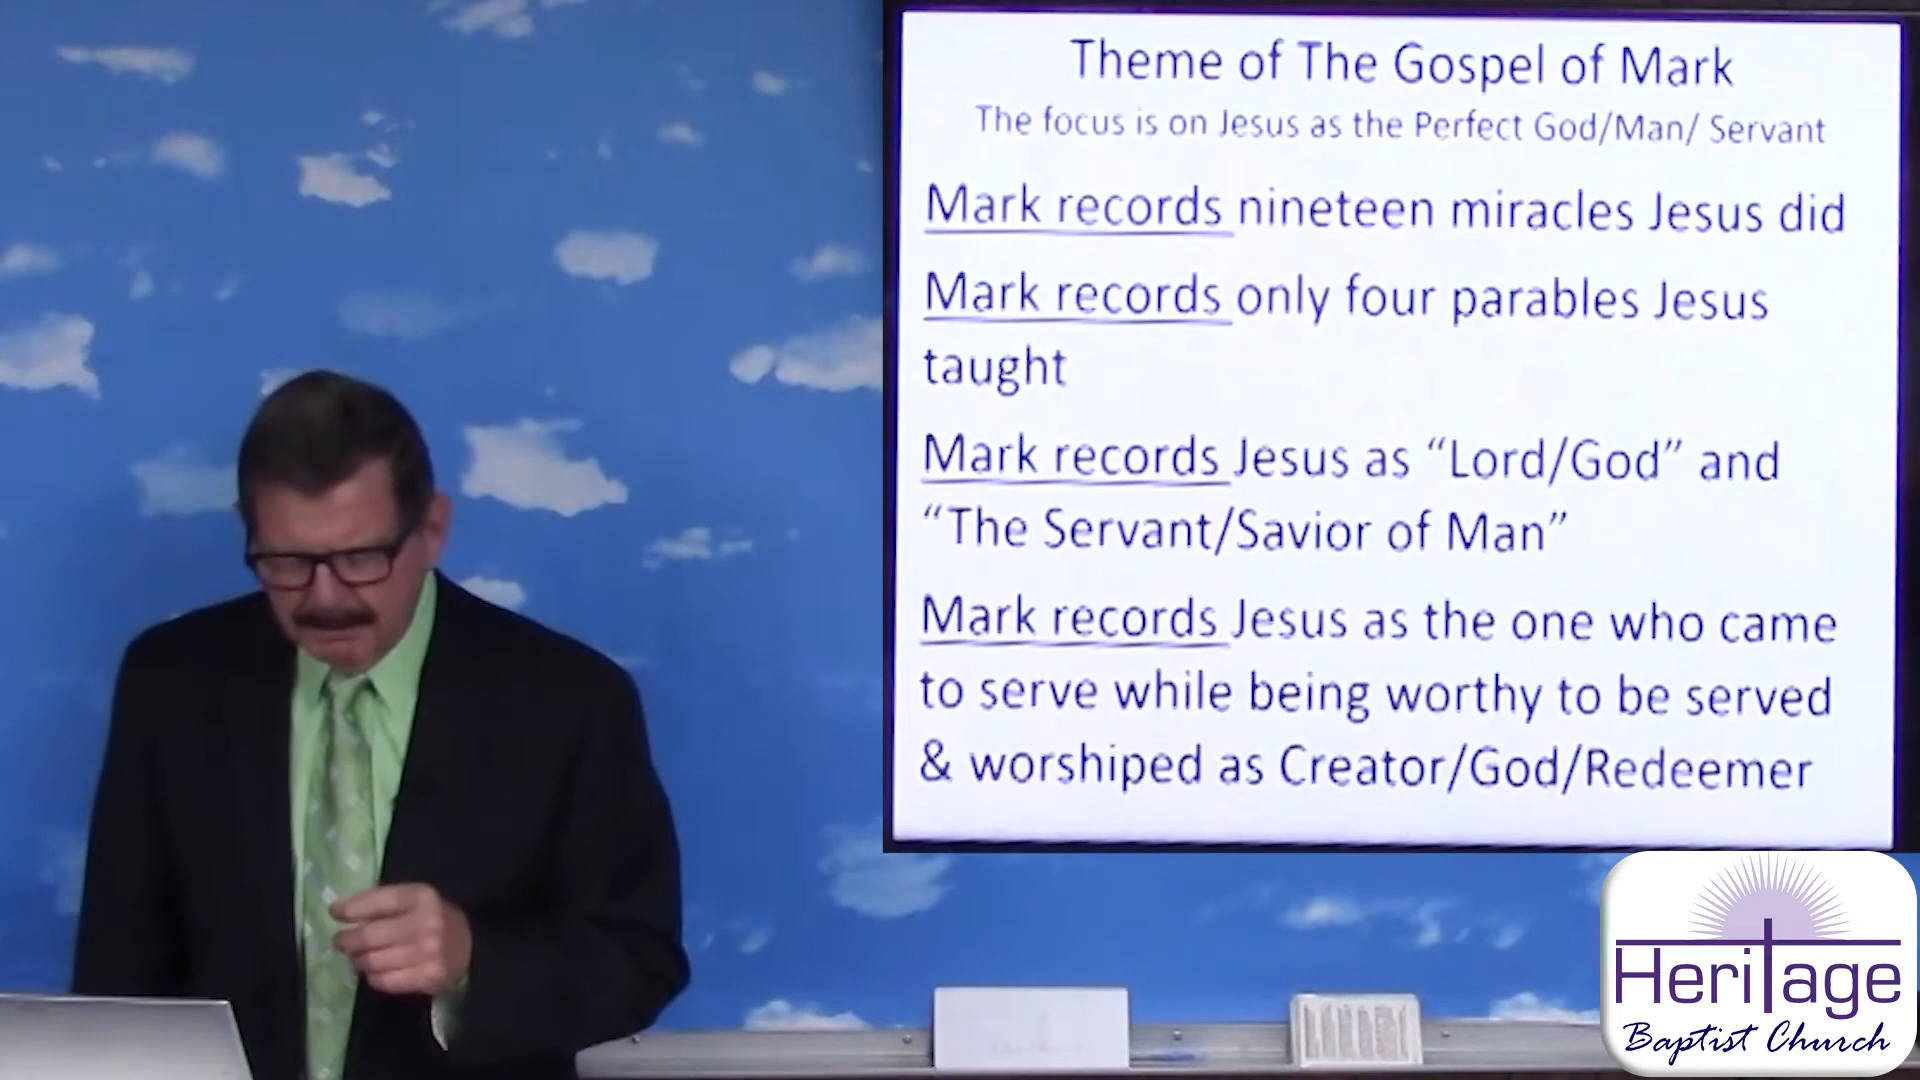 Theme of The Gospel of Mark
The focus is on Jesus as the Perfect God/Man/ Servant
Mark records nineteen miracles Jesus did
Mark records only four parables Jesus
taught
Mark records Jesus as “Lord/God” and
“The Servant/Savior of Man”
Mark records Jesus as the one who came
to serve while being worthy to be served
& worshiped as Creator/God/Redeemer
Heritage
Baptist Church